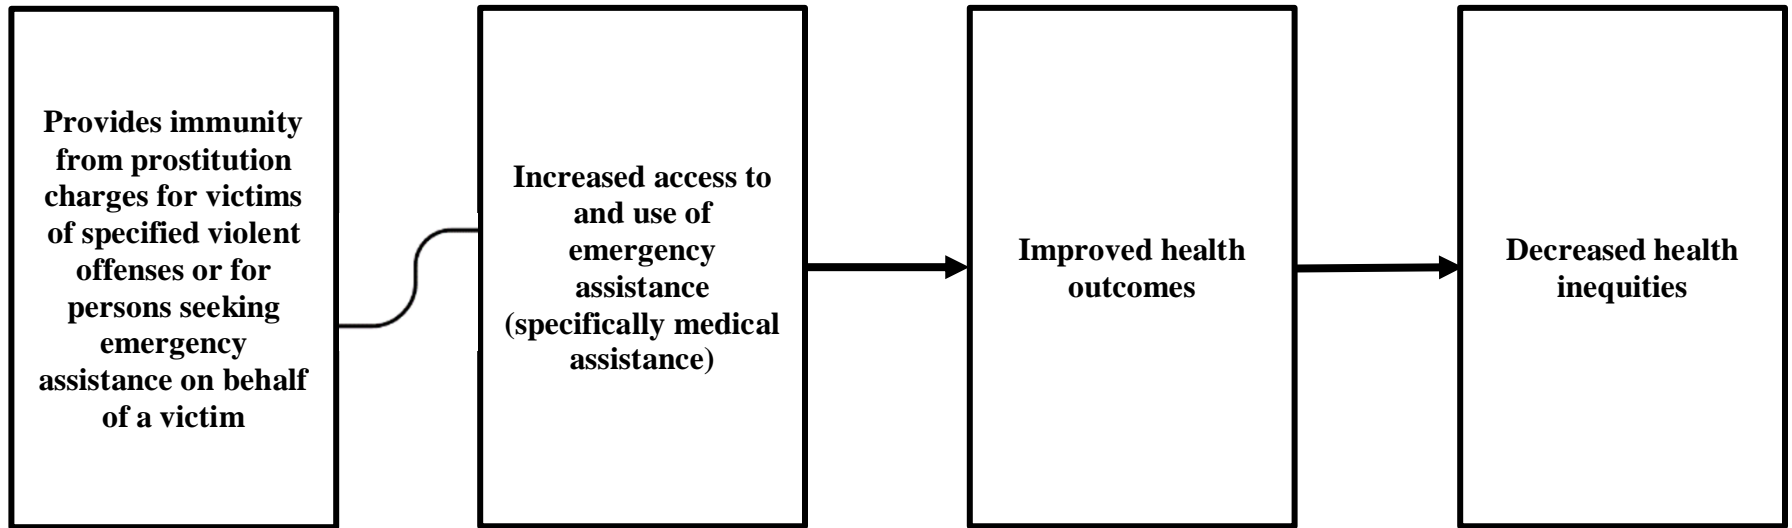 Provides immunity
from prostitution
charges for victims
of specified violent
offenses or for
persons seeking
emergency
assistance on behalf
of a victim
Increased access to
and use of
emergency
assistance
(specifically medical
assistance)
Improved health
outcomes
Decreased health
inequities